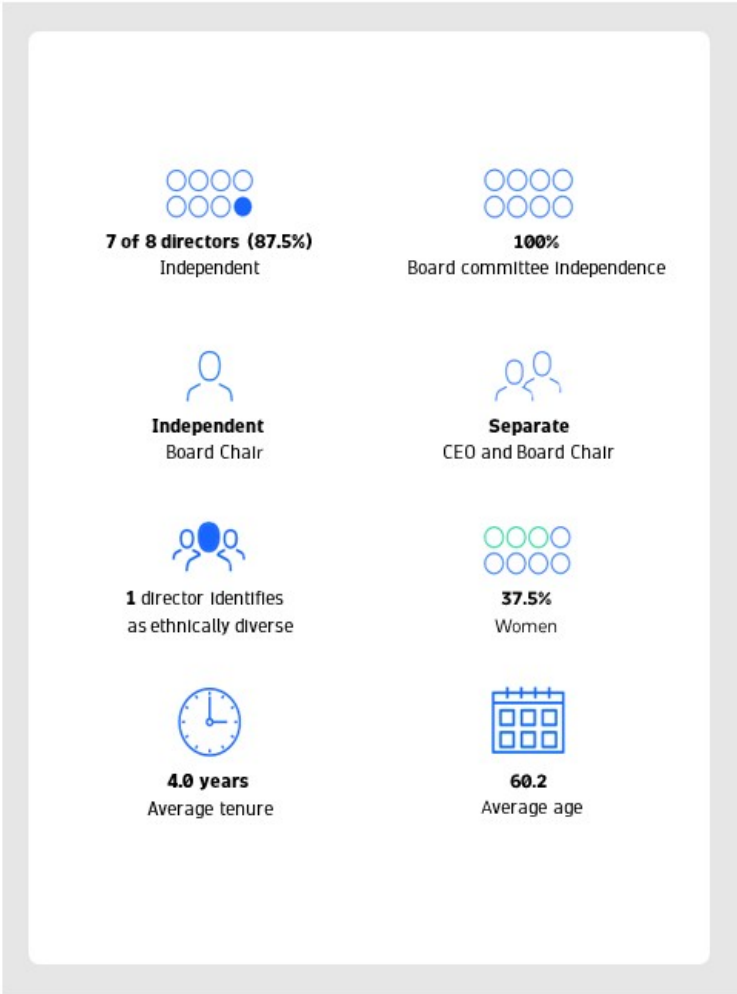 7 of 8 directors (87.5%)
Independent
100%
Board committee independence
Independent
Board Chair
Separate
CEO and Board Chair
1 director identifies
as ethnically diverse
37.5%
Women
4.0 years
Average tenure
60.2
Average age